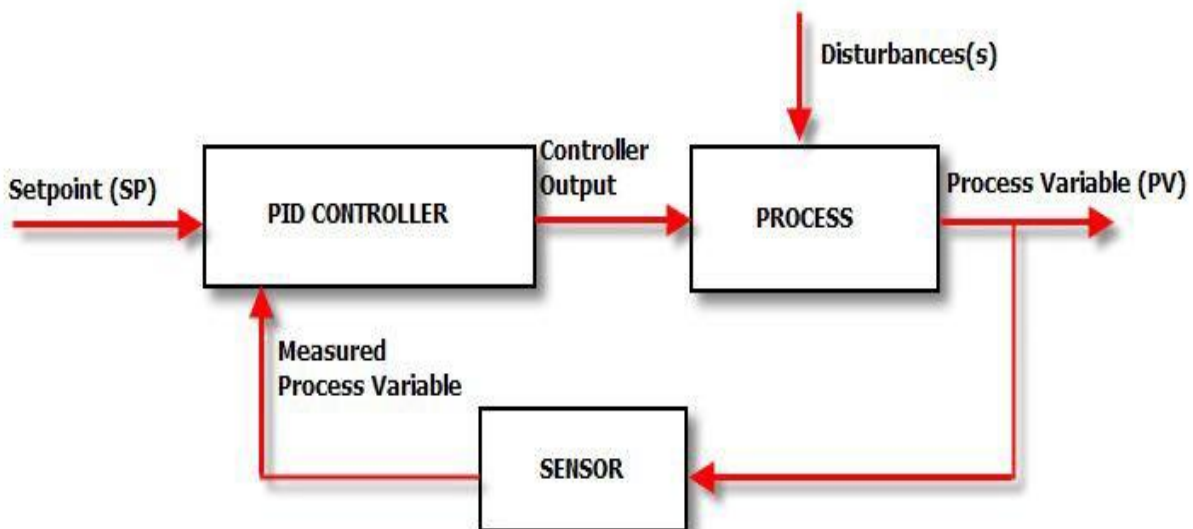 Disturbances(s)
Setpoint (SP)
PID CONTROLLER
Controller
Output
PROCESS
Process Variable (PV)
Measured
Process Variable
SENSOR